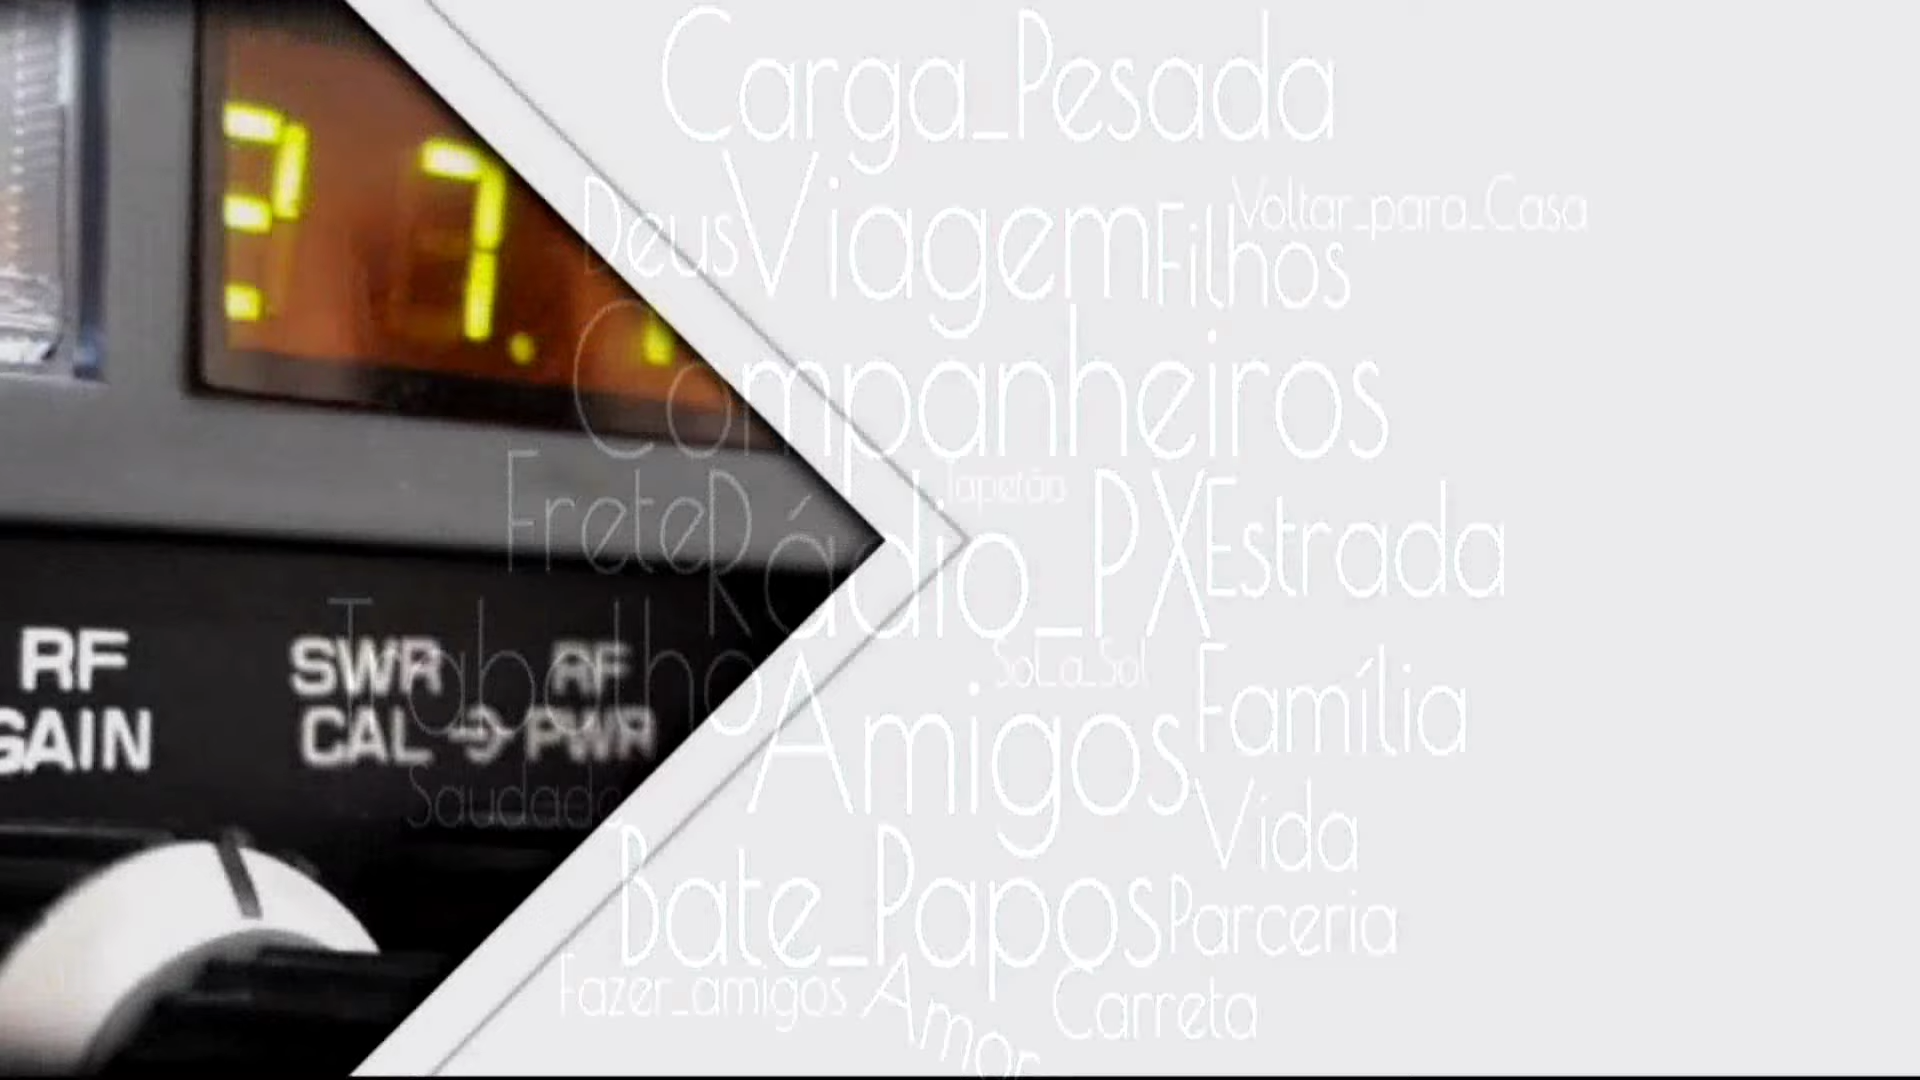 Carga_Pesada
Voltar_para_Casa
Deus Viagem Filhos
Companheiros
Tapetão
Frete Rádio_PX Estrada
RF
GAIN
SWR RF
CAL PWR
Sol_a_Sol
Trabalho Amigos Família
Saudade
Vida
Bate_Papos Parceria
Fazer_amigos Amor Carreta